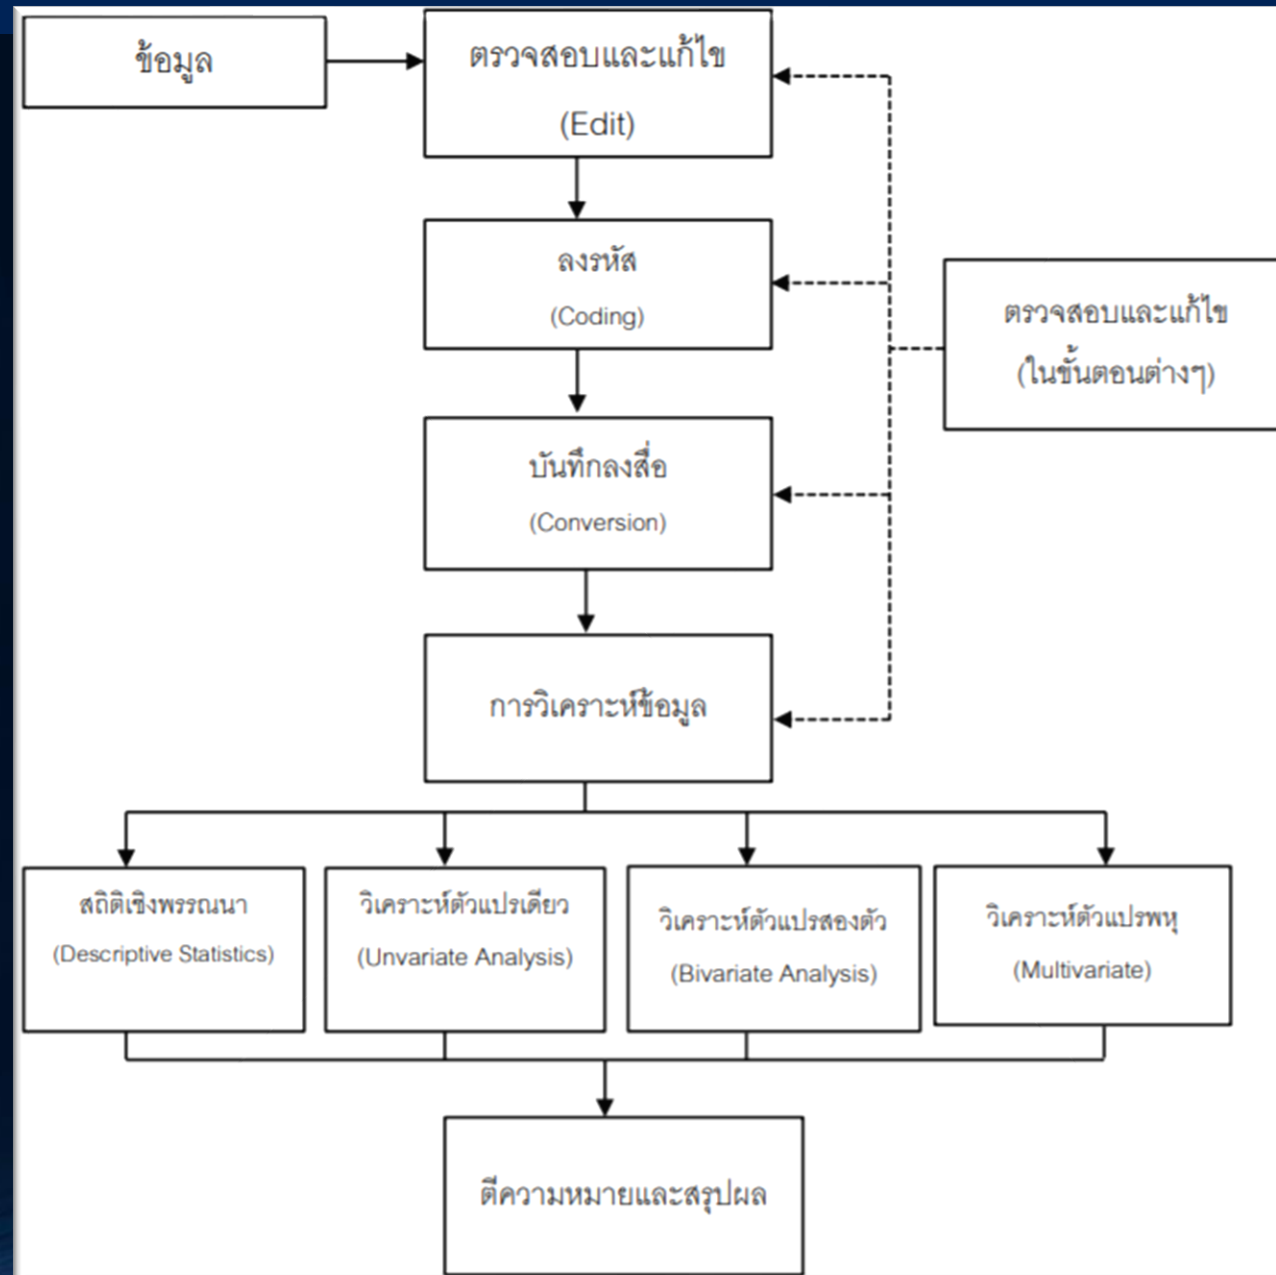 ข้อมูล
ตรวจสอบและแก้ไข
(Edit)
ลงรหัส
(Coding)
ตรวจสอบและแก้ไข
(ในขั้นตอนต่างๆ)
บันทึกลงสื่อ
(Conversion)
การวิเคราะห์ข้อมูล
สถิติเชิงพรรณนา
(Descriptive Statistics)
วิเคราะห์ตัวแปรเดียว
(Unvariate Analysis)
วิเคราะห์ตัวแปรสองตัว
(Bivariate Analysis)
วิเคราะห์ตัวแปรพหุ
(Multivariate)
ตีความหมายและสรุปผล